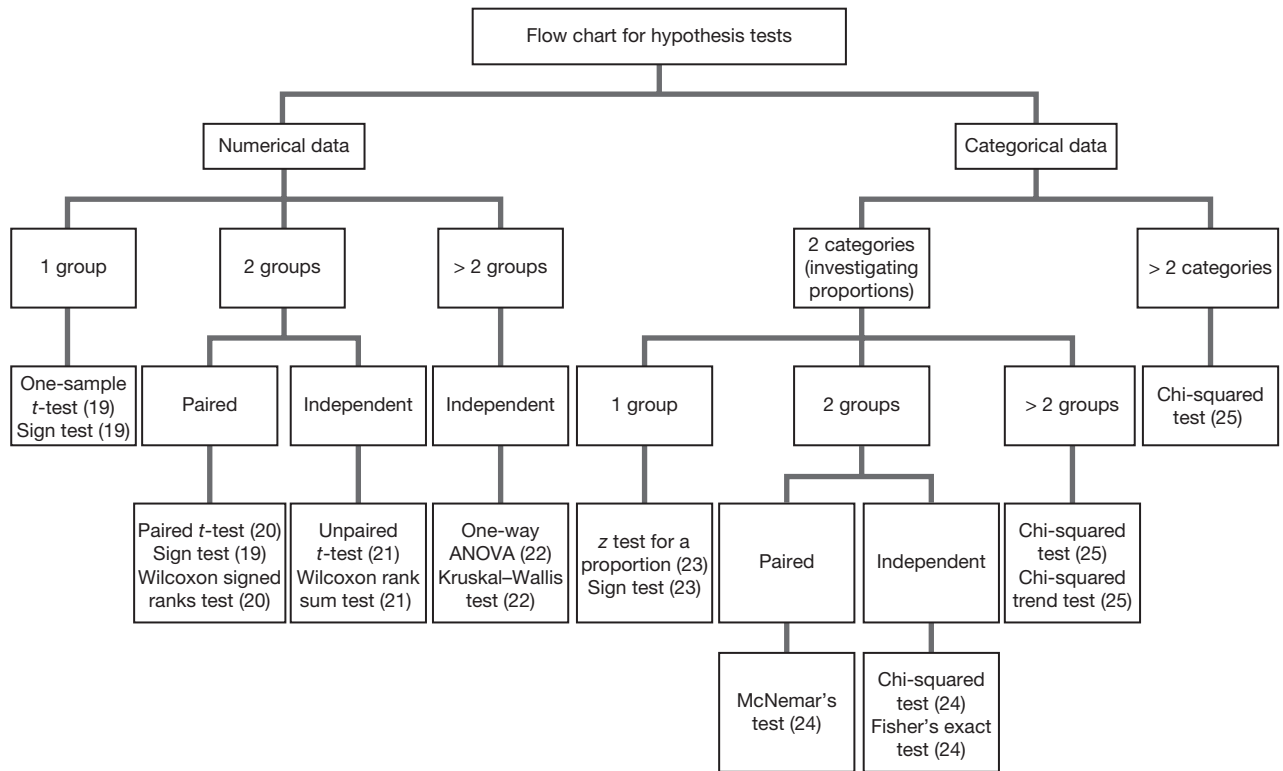 Flow chart for hypothesis tests
Numerical data
Categorical data
1 group
2 groups
> 2 groups
2 categories
(investigating
proportions)
> 2 categories
One-sample
t-test (19)
Sign test (19)
Paired
Independent
Independent
1 group
2 groups
> 2 groups
Chi-squared
test (25)
Paired t-test (20)
Sign test (19)
Wilcoxon signed
ranks test (20)
Unpaired
t-test (21)
Wilcoxon rank
sum test (21)
One-way
ANOVA (22)
Kruskal–Wallis
test (22)
z test for a
proportion (23)
Sign test (23)
Paired
Independent
Chi-squared
test (25)
Chi-squared
trend test (25)
McNemar's
test (24)
Chi-squared
test (24)
Fisher's exact
test (24)